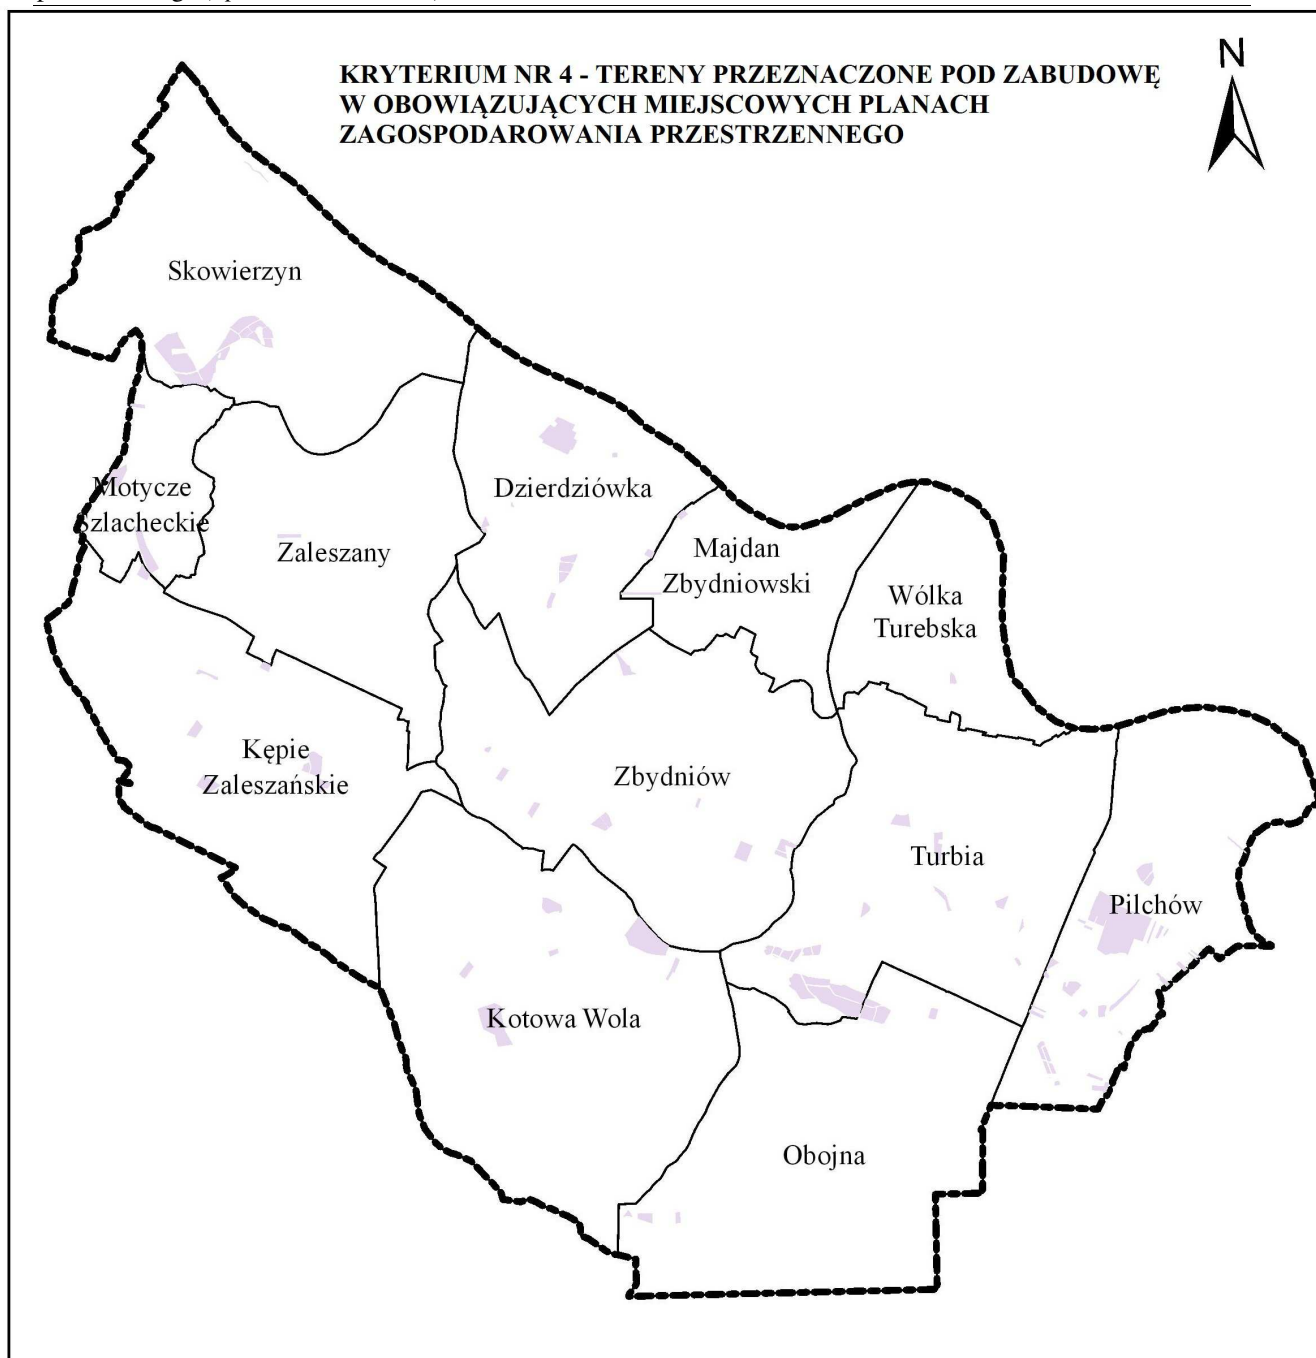 KRYTERIUM NR 4 - TERENY PRZEZNACZONE POD ZABUDOWĘ
W OBOWIĄZUJĄCYCH MIEJSCOWYCH PLANACH
ZAGOSPODAROWANIA PRZESTRZENNEGO
N
Skowierzyn
Motycze
Szlacheckie
Dzierdziówka
Zaleszany
Majdan
Zbydniowski
Wólka
Turebska
Kępie
Zaleszańskie
Zbydniów
Turbia
Pilchów
Kotowa Wola
Obojna